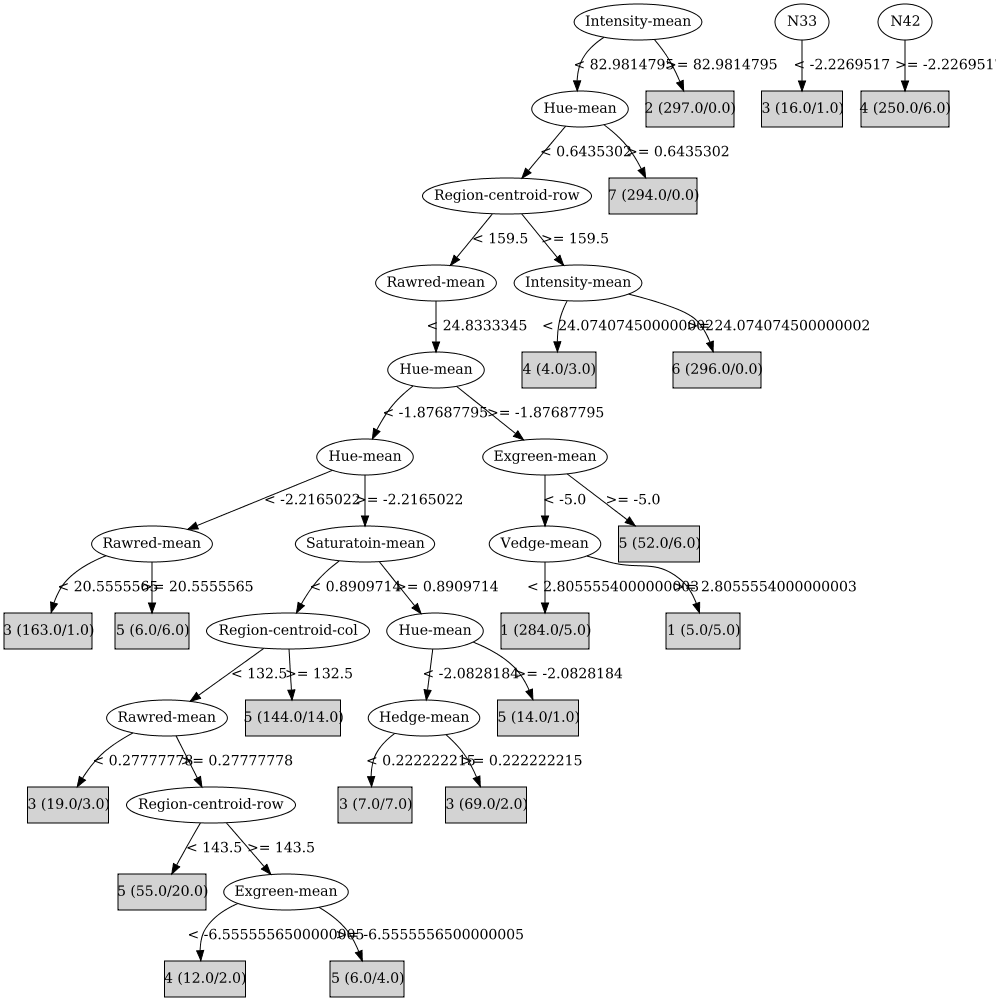 Intensity-mean N33 N42
< 82.9814795 >= 82.9814795 < -2.2269517 >= -2.2269517
Hue-mean 2 (297.0/0.0) 3 (16.0/1.0) 4 (250.0/6.0)
< 0.6435302 >= 0.6435302
Region-centroid-row 7 (294.0/0.0)
< 159.5 >= 159.5
Rawred-mean Intensity-mean
< 24.8333345 < 24.074074500000002 >= 24.074074500000002
Hue-mean 4 (4.0/3.0) 6 (296.0/0.0)
< -1.87687795 >= -1.87687795
Hue-mean Exgreen-mean
< -2.2165022 >= -2.2165022 < -5.0 >= -5.0
Rawred-mean Saturatoin-mean Vedge-mean 5 (52.0/6.0)
< 20.5555565 >= 20.5555565 < 0.8909714 >= 0.8909714 < 2.8055554000000003 >= 2.8055554000000003
3 (163.0/1.0) 5 (6.0/6.0) Region-centroid-col Hue-mean 1 (284.0/5.0) 1 (5.0/5.0)
< 132.5 >= 132.5 < -2.0828184 >= -2.0828184
Rawred-mean 5 (144.0/14.0) Hedge-mean 5 (14.0/1.0)
< 0.27777778 >= 0.27777778 < 0.222222215 >= 0.222222215
3 (19.0/3.0) Region-centroid-row 3 (7.0/7.0) 3 (69.0/2.0)
< 143.5 >= 143.5
5 (55.0/20.0) Exgreen-mean
< -6.5555556500000005 >= -6.5555556500000005
4 (12.0/2.0) 5 (6.0/4.0)